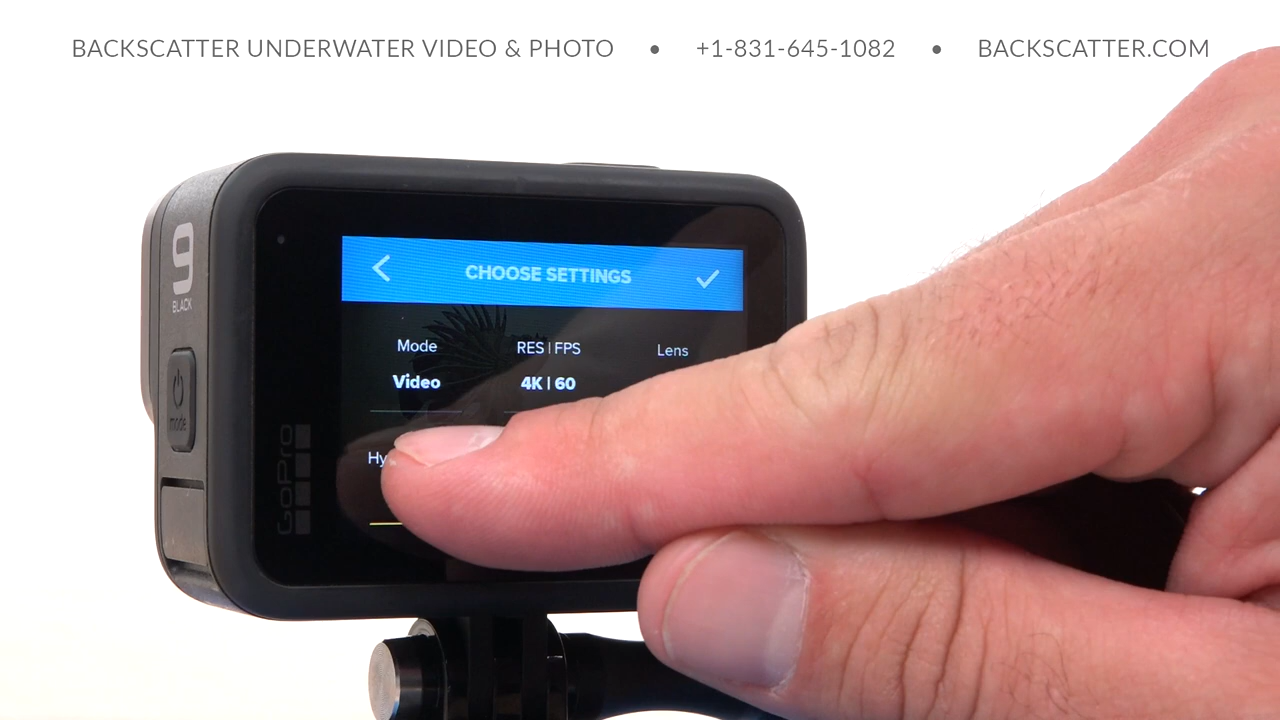 BACKSCATTER UNDERWATER VIDEO & PHOTO • +1-831-645-1082 • BACKSCATTER.COM
9
BLACK
mode
GoPro
CHOOSE SETTINGS
Mode RES | FPS Lens
Video 4K | 60
Hy